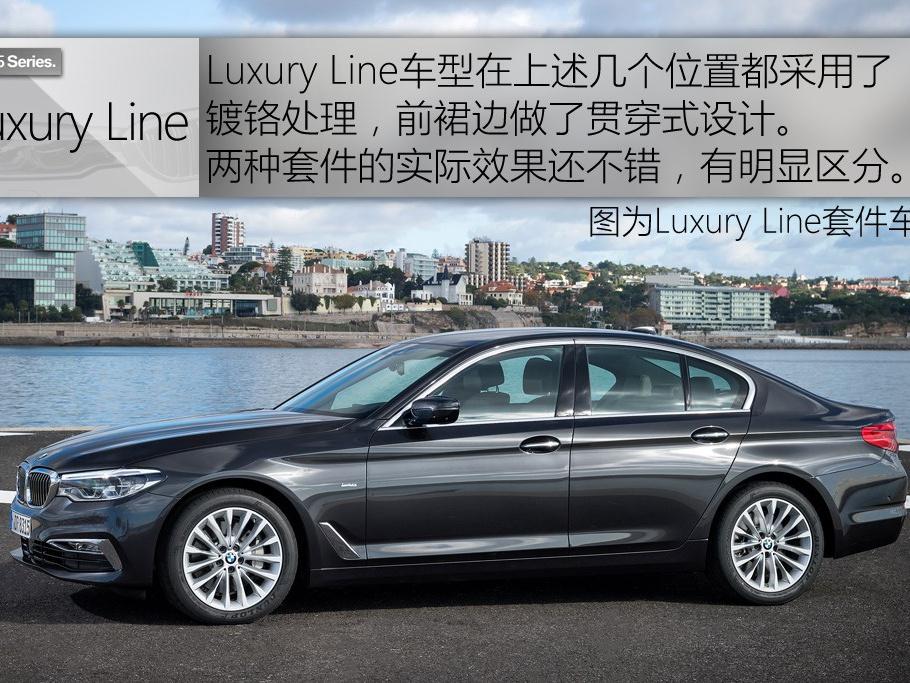 5 Series.
Luxury Line车型在上述几个位置都采用了
uxury Line
镀铬处理，前裙边做了贯穿式设计。
两种套件的实际效果还不错，有明显区分。
图为Luxury Line套件车